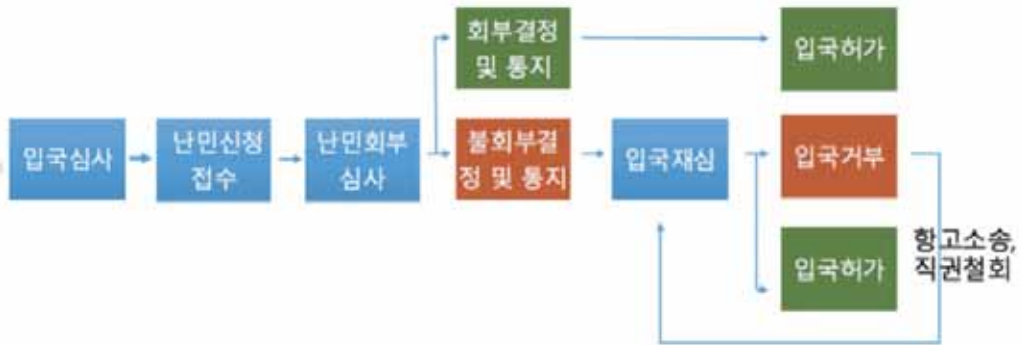 회부결정
및 통지
입국허가
입국심사
난민신청
접수
난민회부
심사
불회부결
정 및 통지
입국재심
입국거부
입국허가
항고소송,
직권철회